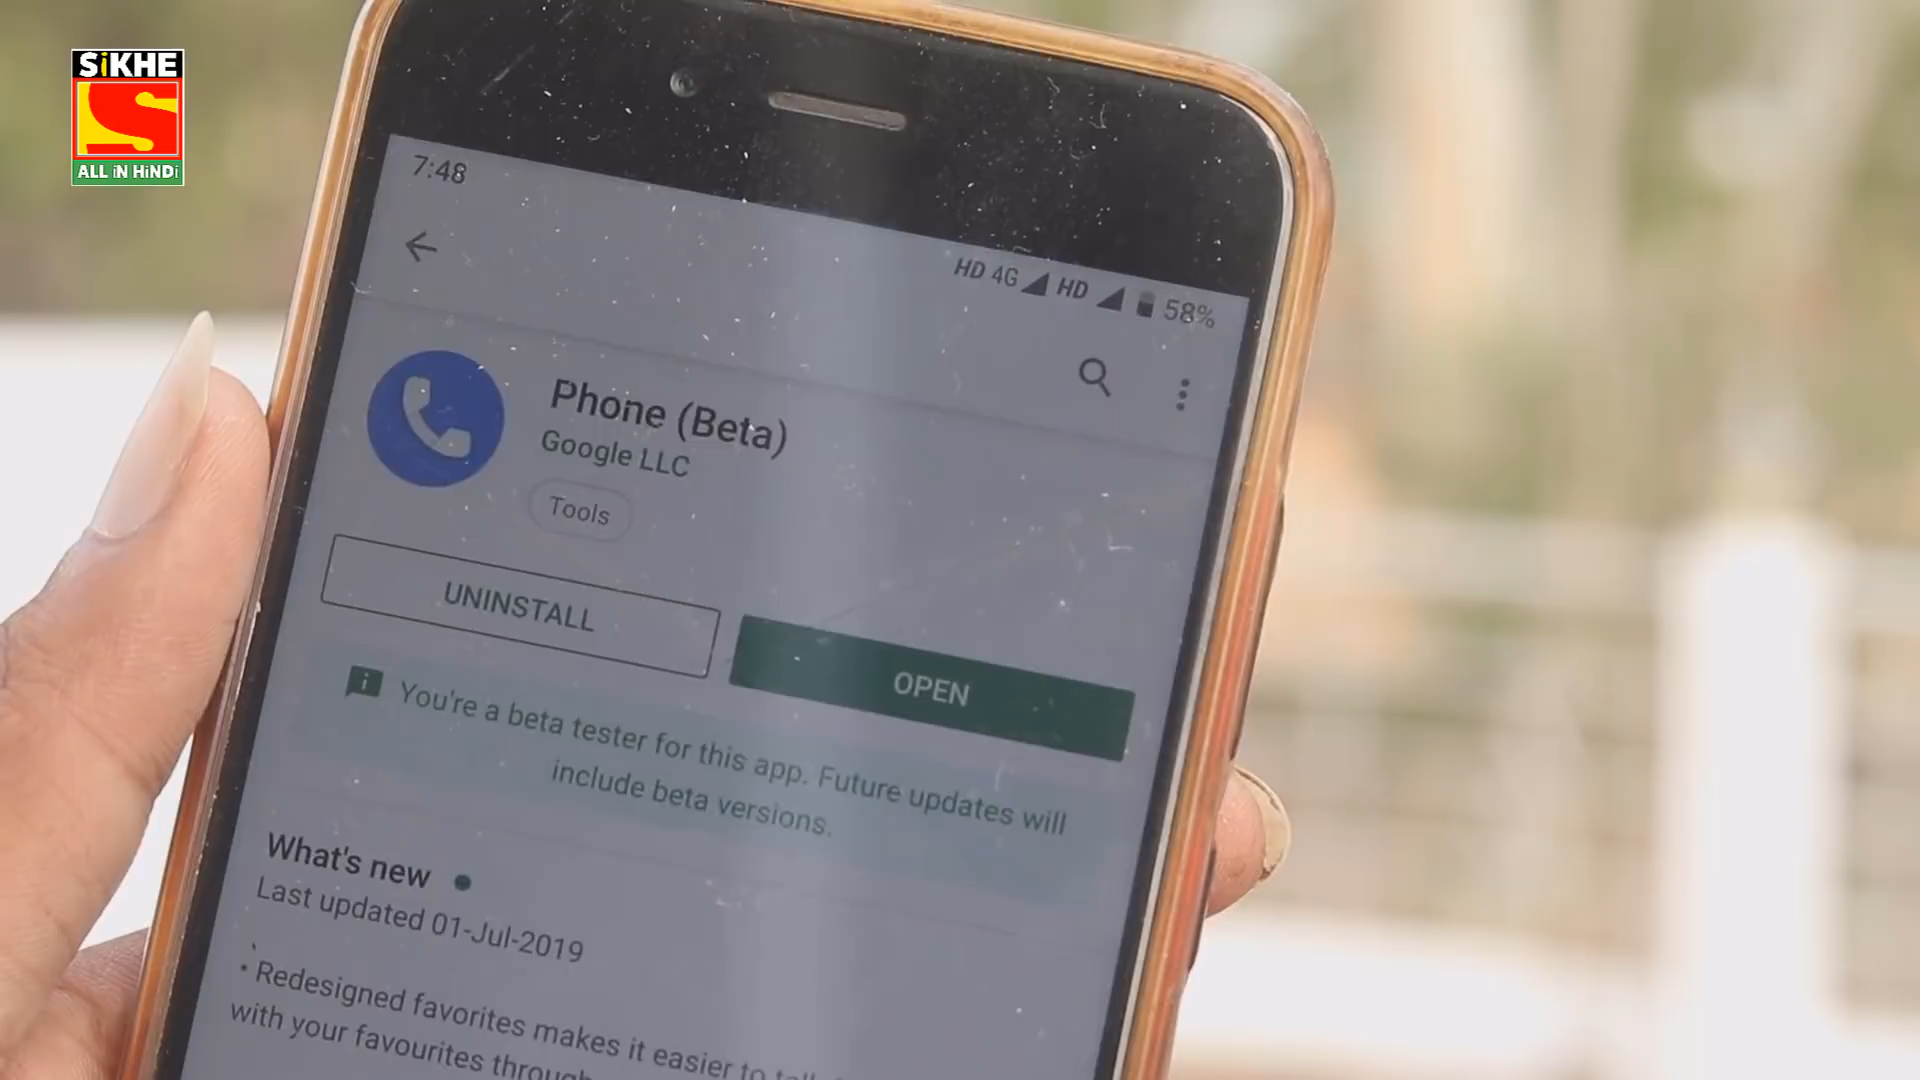 SiKHE
ALL iN HiNDi
7:48
HD 4G HD 58%
Phone (Beta)
Google LLC
Tools
UNINSTALL
OPEN
You're a beta tester for this app. Future updates will
include beta versions.
What's new
Last updated 01-Jul-2019
• Redesigned favorites makes it easier to
with your favourites